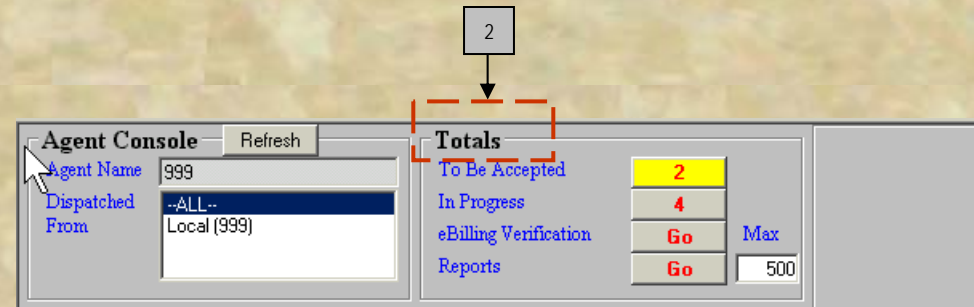 2
Agent Console Refresh
Agent Name 999
Dispatched From
--ALL--
Local (999)
Totals
To Be Accepted 2
In Progress 4
eBilling Verification Go
Max
Reports Go 500